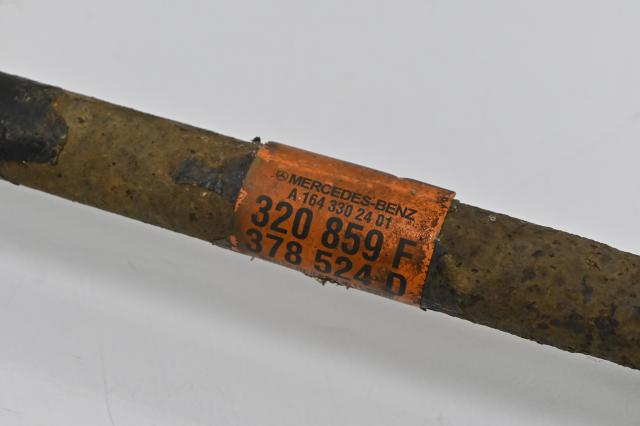 MERCEDES-BENZ
A 164 330 24 01
320 859 F
378 524 D